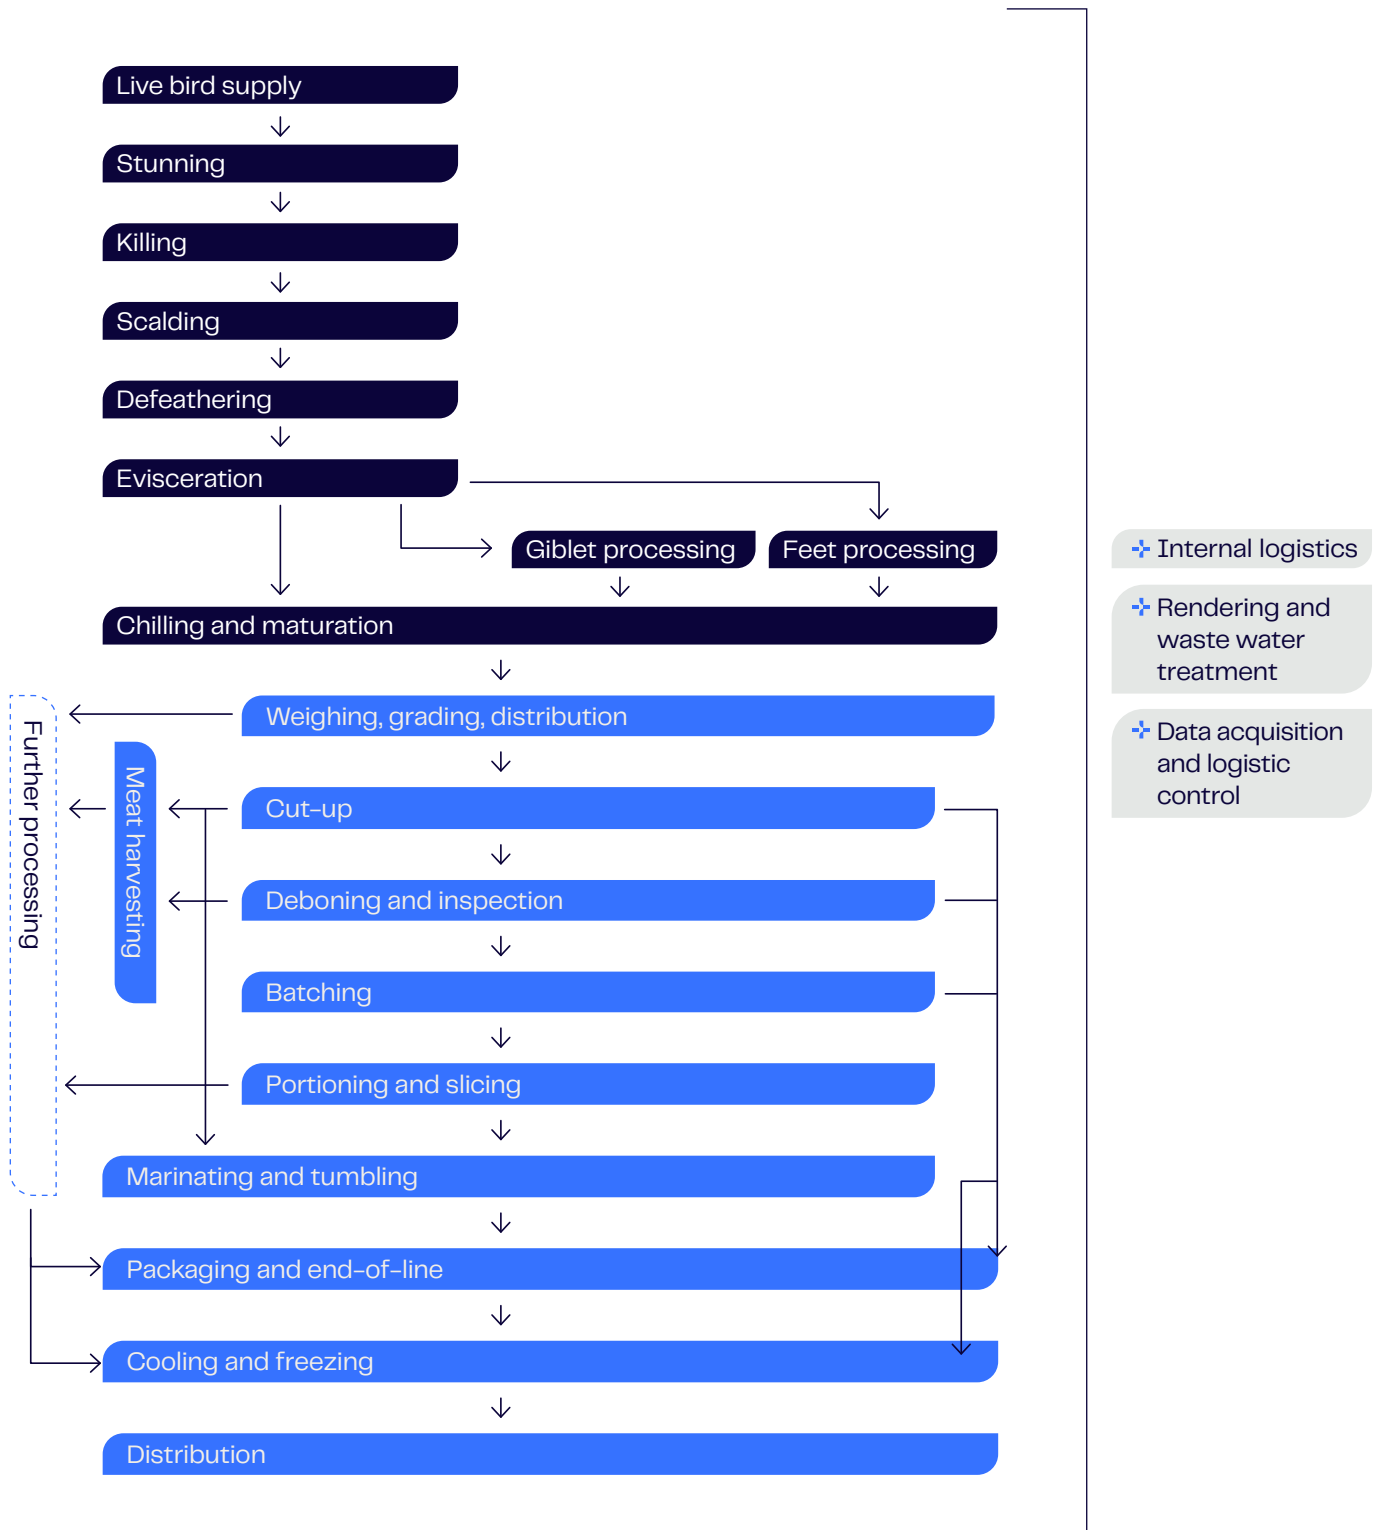 Live bird supply
Stunning
Killing
Scalding
Defeathering
Evisceration
Giblet processing
Feet processing
Chilling and maturation
Weighing, grading, distribution
Cut-up
Deboning and inspection
Batching
Portioning and slicing
Marinating and tumbling
Packaging and end-of-line
Cooling and freezing
Distribution
Further processing
Meat harvesting
Internal logistics
Rendering and
waste water
treatment
Data acquisition
and logistic
control